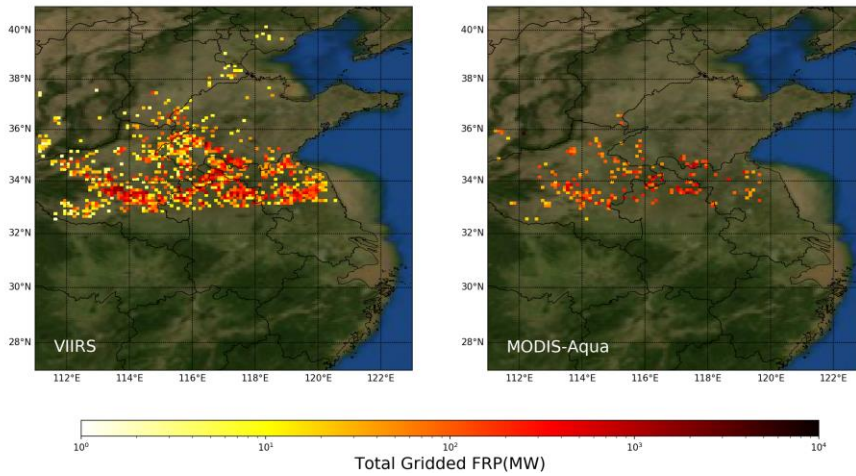 40°N
38°N
36°N
34°N
32°N
30°N
28°N
VIIRS
112°E 114°E 116°E 118°E 120°E 122°E
40°N
38°N
36°N
34°N
32°N
30°N
28°N
MODIS-Aqua
112°E 114°E 116°E 118°E 120°E 122°E
10⁰ 10¹ 10² 10³ 10⁴
Total Gridded FRP(MW)